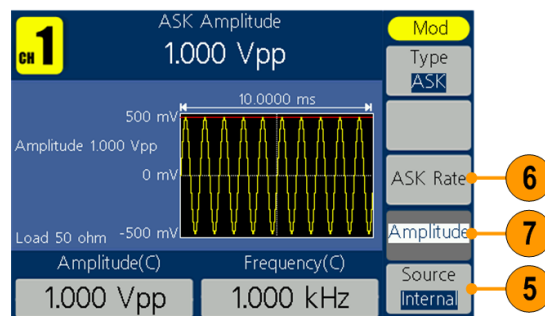 CH 1
ASK Amplitude
1.000 Vpp
10.0000 ms
500 mV
Amplitude 1.000 Vpp
0 mV
Load 50 ohm
-500 mV
Amplitude(C)
Frequency(C)
1.000 Vpp
1.000 kHz
Mod
Type
ASK
ASK Rate
6
Amplitude
7
Source
Internal
5